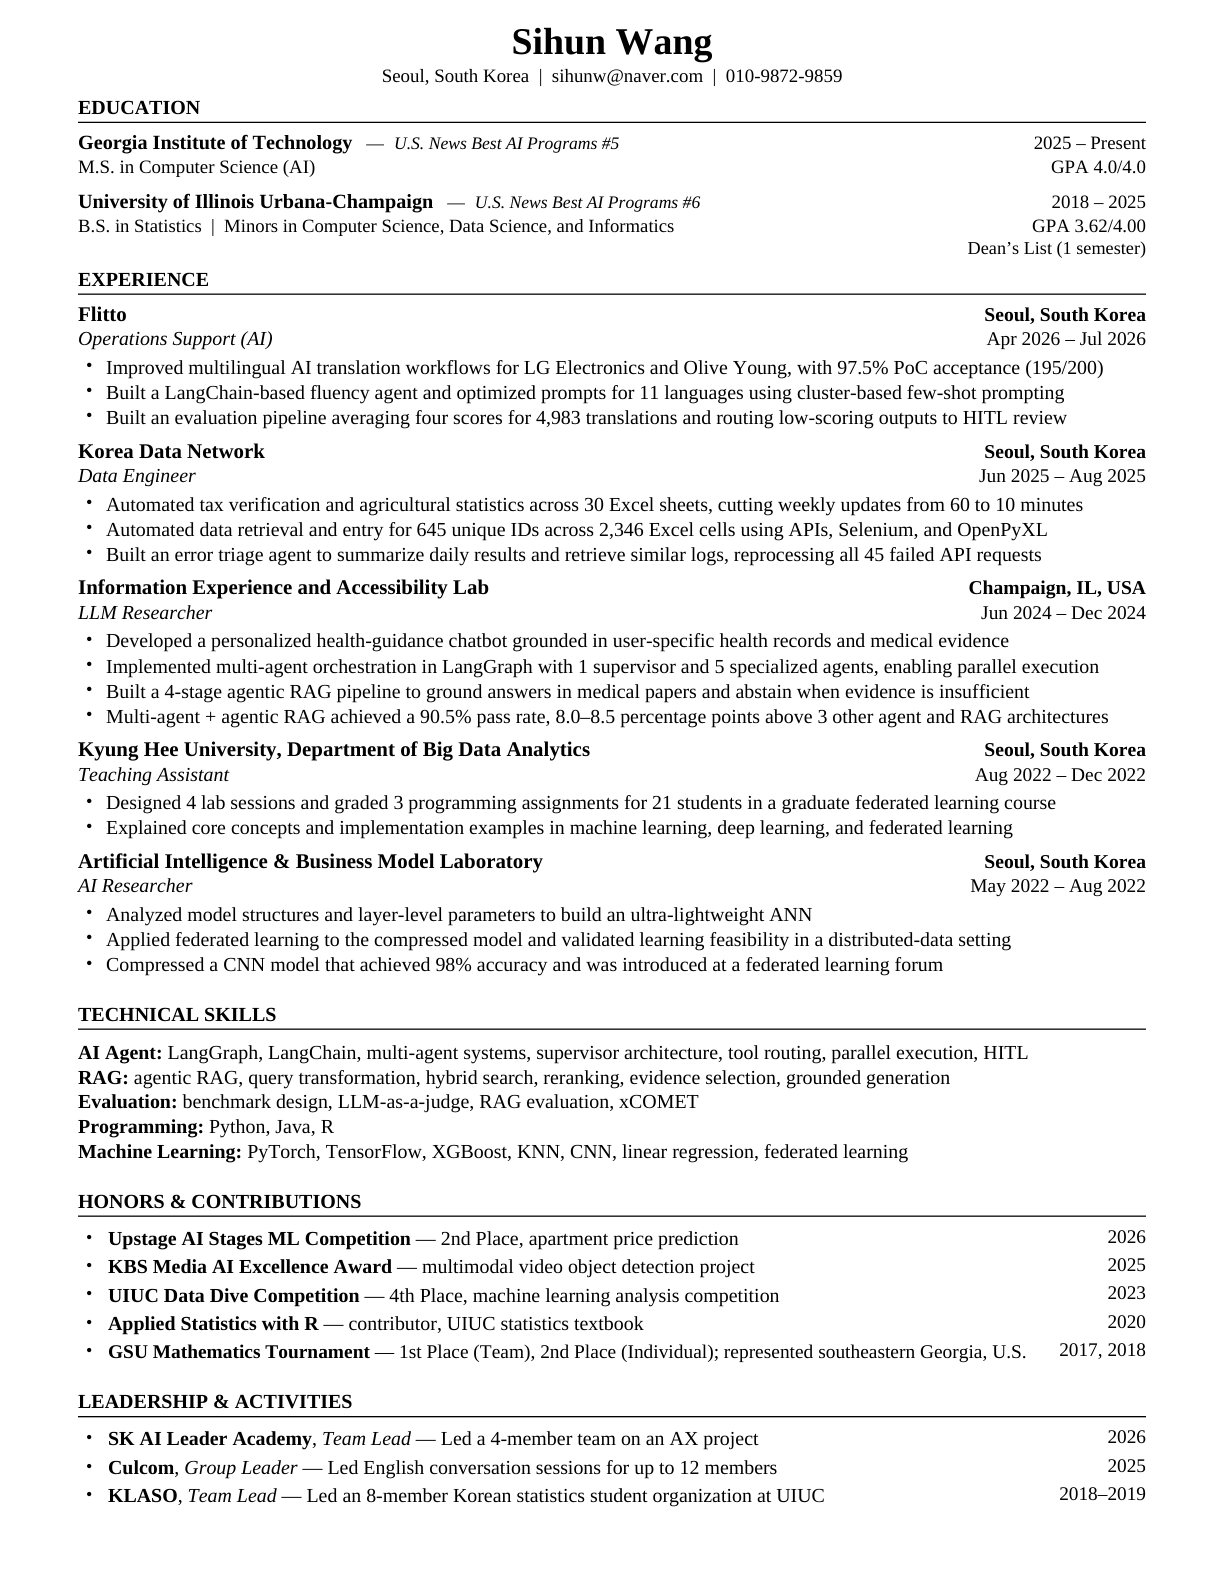 Sihun Wang
Seoul, South Korea | sihunw@naver.com | 010-9872-9859
EDUCATION
Georgia Institute of Technology — U.S. News Best AI Programs #5 2025 – Present
M.S. in Computer Science (AI) GPA 4.0/4.0
University of Illinois Urbana-Champaign — U.S. News Best AI Programs #6 2018 – 2025
B.S. in Statistics | Minors in Computer Science, Data Science, and Informatics GPA 3.62/4.00
Dean’s List (1 semester)
EXPERIENCE
Flitto Seoul, South Korea
Operations Support (AI) Apr 2026 – Jul 2026
• Improved multilingual AI translation workflows for LG Electronics and Olive Young, with 97.5% PoC acceptance (195/200)
• Built a LangChain-based fluency agent and optimized prompts for 11 languages using cluster-based few-shot prompting
• Built an evaluation pipeline averaging four scores for 4,983 translations and routing low-scoring outputs to HITL review
Korea Data Network Seoul, South Korea
Data Engineer Jun 2025 – Aug 2025
• Automated tax verification and agricultural statistics across 30 Excel sheets, cutting weekly updates from 60 to 10 minutes
• Automated data retrieval and entry for 645 unique IDs across 2,346 Excel cells using APIs, Selenium, and OpenPyXL
• Built an error triage agent to summarize daily results and retrieve similar logs, reprocessing all 45 failed API requests
Information Experience and Accessibility Lab Champaign, IL, USA
LLM Researcher Jun 2024 – Dec 2024
• Developed a personalized health-guidance chatbot grounded in user-specific health records and medical evidence
• Implemented multi-agent orchestration in LangGraph with 1 supervisor and 5 specialized agents, enabling parallel execution
• Built a 4-stage agentic RAG pipeline to ground answers in medical papers and abstain when evidence is insufficient
• Multi-agent + agentic RAG achieved a 90.5% pass rate, 8.0–8.5 percentage points above 3 other agent and RAG architectures
Kyung Hee University, Department of Big Data Analytics Seoul, South Korea
Teaching Assistant Aug 2022 – Dec 2022
• Designed 4 lab sessions and graded 3 programming assignments for 21 students in a graduate federated learning course
• Explained core concepts and implementation examples in machine learning, deep learning, and federated learning
Artificial Intelligence & Business Model Laboratory Seoul, South Korea
AI Researcher May 2022 – Aug 2022
• Analyzed model structures and layer-level parameters to build an ultra-lightweight ANN
• Applied federated learning to the compressed model and validated learning feasibility in a distributed-data setting
• Compressed a CNN model that achieved 98% accuracy and was introduced at a federated learning forum
TECHNICAL SKILLS
AI Agent: LangGraph, LangChain, multi-agent systems, supervisor architecture, tool routing, parallel execution, HITL
RAG: agentic RAG, query transformation, hybrid search, reranking, evidence selection, grounded generation
Evaluation: benchmark design, LLM-as-a-judge, RAG evaluation, xCOMET
Programming: Python, Java, R
Machine Learning: PyTorch, TensorFlow, XGBoost, KNN, CNN, linear regression, federated learning
HONORS & CONTRIBUTIONS
• Upstage AI Stages ML Competition — 2nd Place, apartment price prediction 2026
• KBS Media AI Excellence Award — multimodal video object detection project 2025
• UIUC Data Dive Competition — 4th Place, machine learning analysis competition 2023
• Applied Statistics with R — contributor, UIUC statistics textbook 2020
• GSU Mathematics Tournament — 1st Place (Team), 2nd Place (Individual); represented southeastern Georgia, U.S. 2017, 2018
LEADERSHIP & ACTIVITIES
• SK AI Leader Academy, Team Lead — Led a 4-member team on an AX project 2026
• Culcom, Group Leader — Led English conversation sessions for up to 12 members 2025
• KLASO, Team Lead — Led an 8-member Korean statistics student organization at UIUC 2018–2019